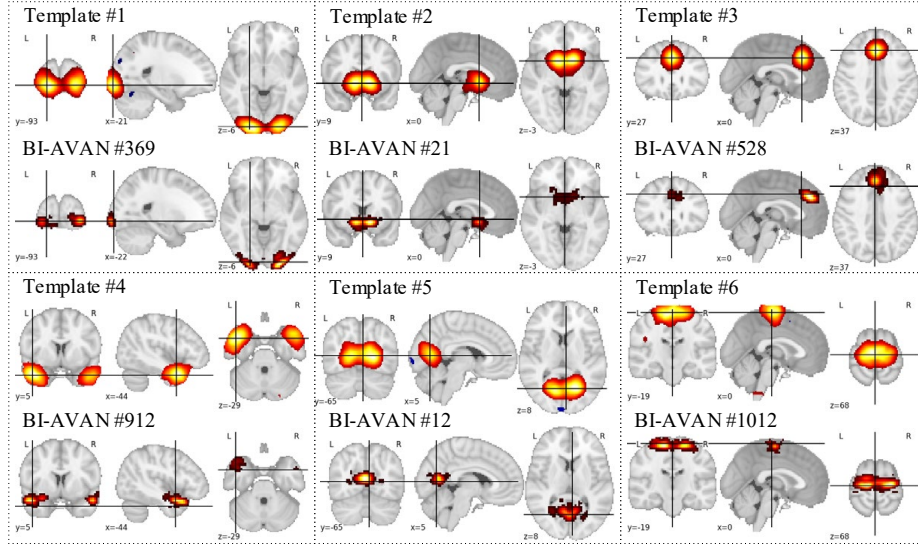 Template #1
L R
y=-93 x=-21 z=-6
BI-AVAN #369
L R
y=-93 x=-22 z=-6
Template #2
L R L R
y=9 x=0 z=-3
BI-AVAN #21
L R L R
y=9 x=0 z=-3
Template #3
L R L R
y=27 x=0 z=37
BI-AVAN #528
L R L R
y=27 x=0 z=37
Template #4
L R L R
y=5 x=-44 z=-29
BI-AVAN #912
L R L R
y=5 x=-44 z=-29
Template #5
L R L R
y=-65 x=5 z=8
BI-AVAN #12
L R L R
y=-65 x=5 z=8
Template #6
L R L R
y=-19 x=0 z=68
BI-AVAN #1012
L R L R
y=-19 x=0 z=68